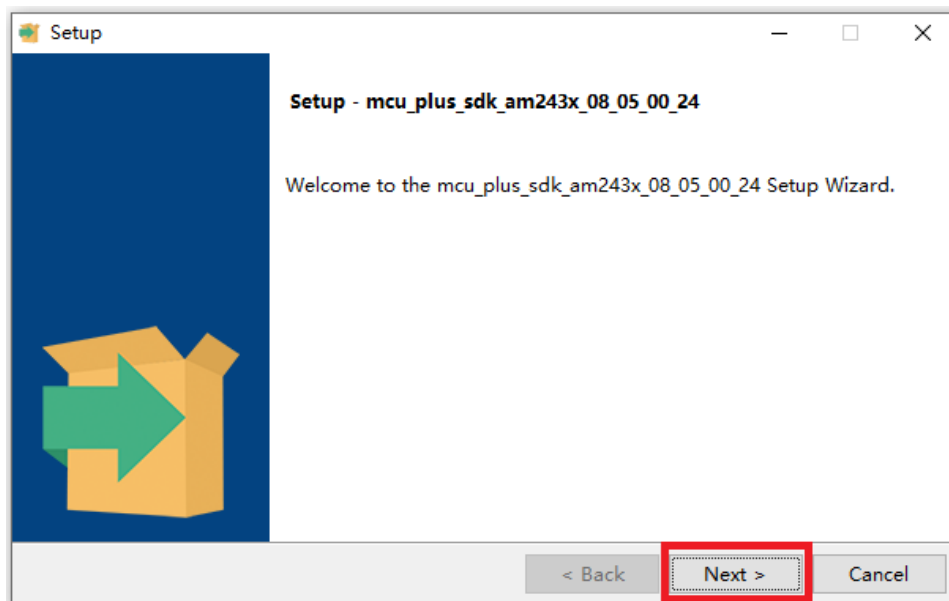 Setup
Setup - mcu_plus_sdk_am243x_08_05_00_24
Welcome to the mcu_plus_sdk_am243x_08_05_00_24 Setup Wizard.
< Back Next > Cancel